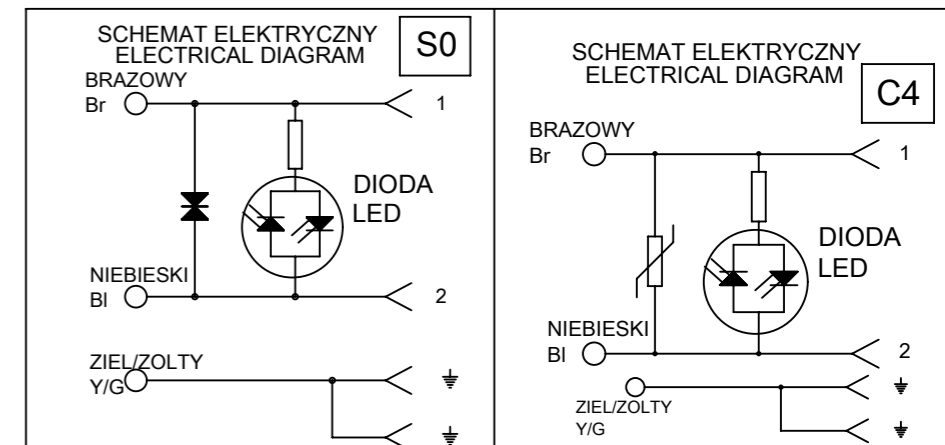 SCHEMAT ELEKTRYCZNY
ELECTRICAL DIAGRAM
S0
BRAZOWY
Br
1
DIODA
LED
NIEBIESKI
Bl
2
ZIEL/ZOLTY
Y/G
SCHEMAT ELEKTRYCZNY
ELECTRICAL DIAGRAM
C4
BRAZOWY
Br
1
DIODA
LED
NIEBIESKI
Bl
2
ZIEL/ZOLTY
Y/G